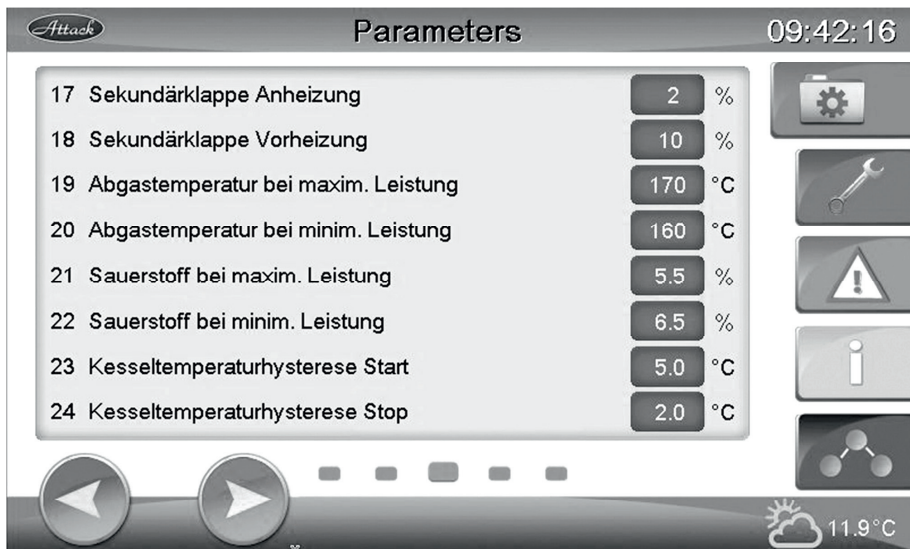 Attack
Parameters
09:42:16
17 Sekundärklappe Anheizung 2 %
18 Sekundärklappe Vorheizung 10 %
19 Abgastemperatur bei maxim. Leistung 170 °C
20 Abgastemperatur bei minim. Leistung 160 °C
21 Sauerstoff bei maxim. Leistung 5.5 %
22 Sauerstoff bei minim. Leistung 6.5 %
23 Kesseltemperaturhysterese Start 5.0 °C
24 Kesseltemperaturhysterese Stop 2.0 °C
11.9°C